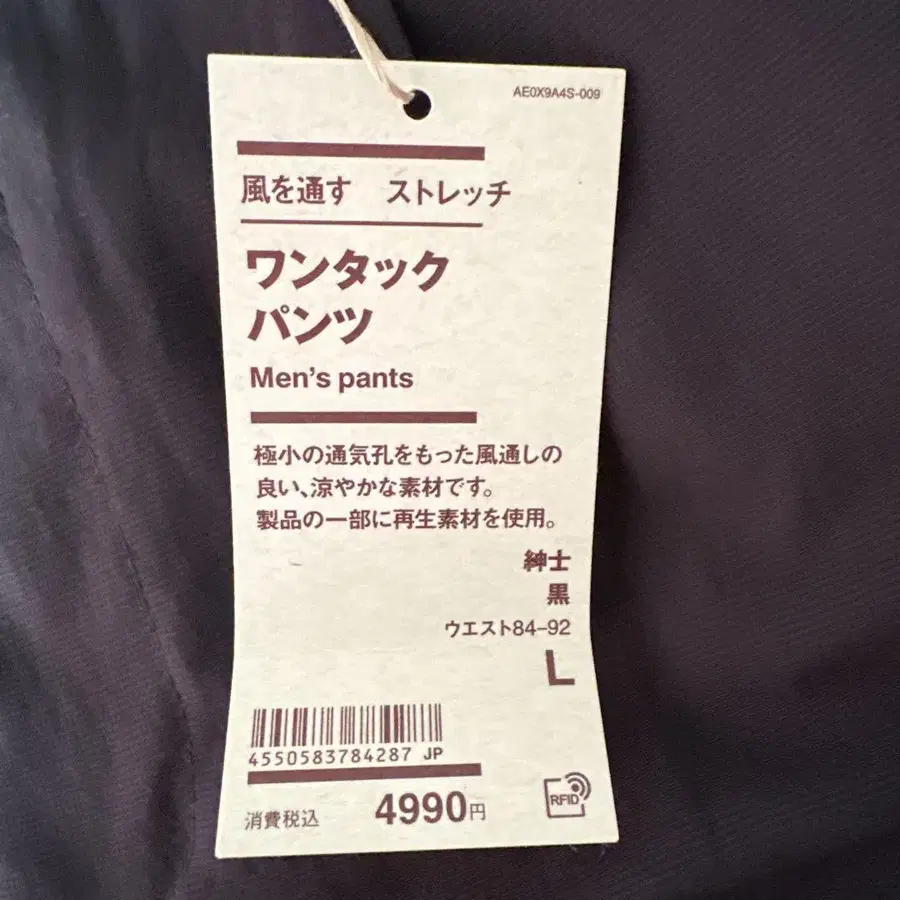 AE0X9A4S-009
風を通す　ストレッチ
ワンタック
パンツ
Men's pants
極小の通気孔をもった風通しの
良い、涼やかな素材です。
製品の一部に再生素材を使用。
紳士
黒
ウエスト84-92
L
4550583784287 JP
消費税込 4990円
RFID